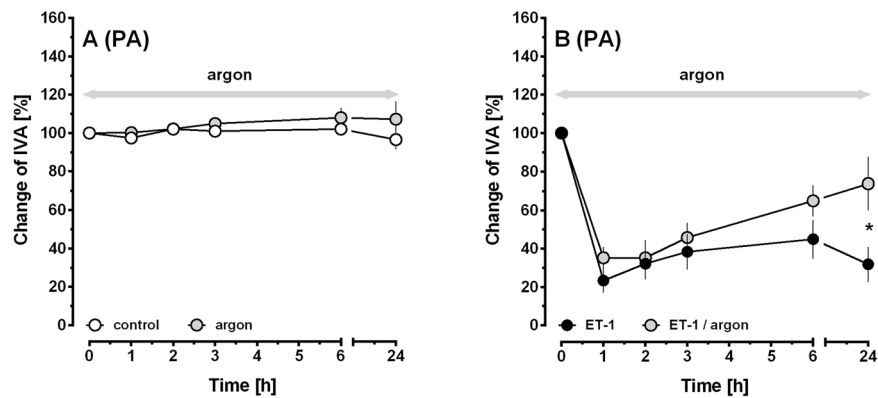 A (PA)
argon
Change of IVA [%]
160
140
120
100
80
60
40
20
0
control
argon
0 1 2 3 4 5 6 24
Time [h]
B (PA)
argon
Change of IVA [%]
160
140
120
100
80
60
40
20
0
*
ET-1
ET-1 / argon
0 1 2 3 4 5 6 24
Time [h]